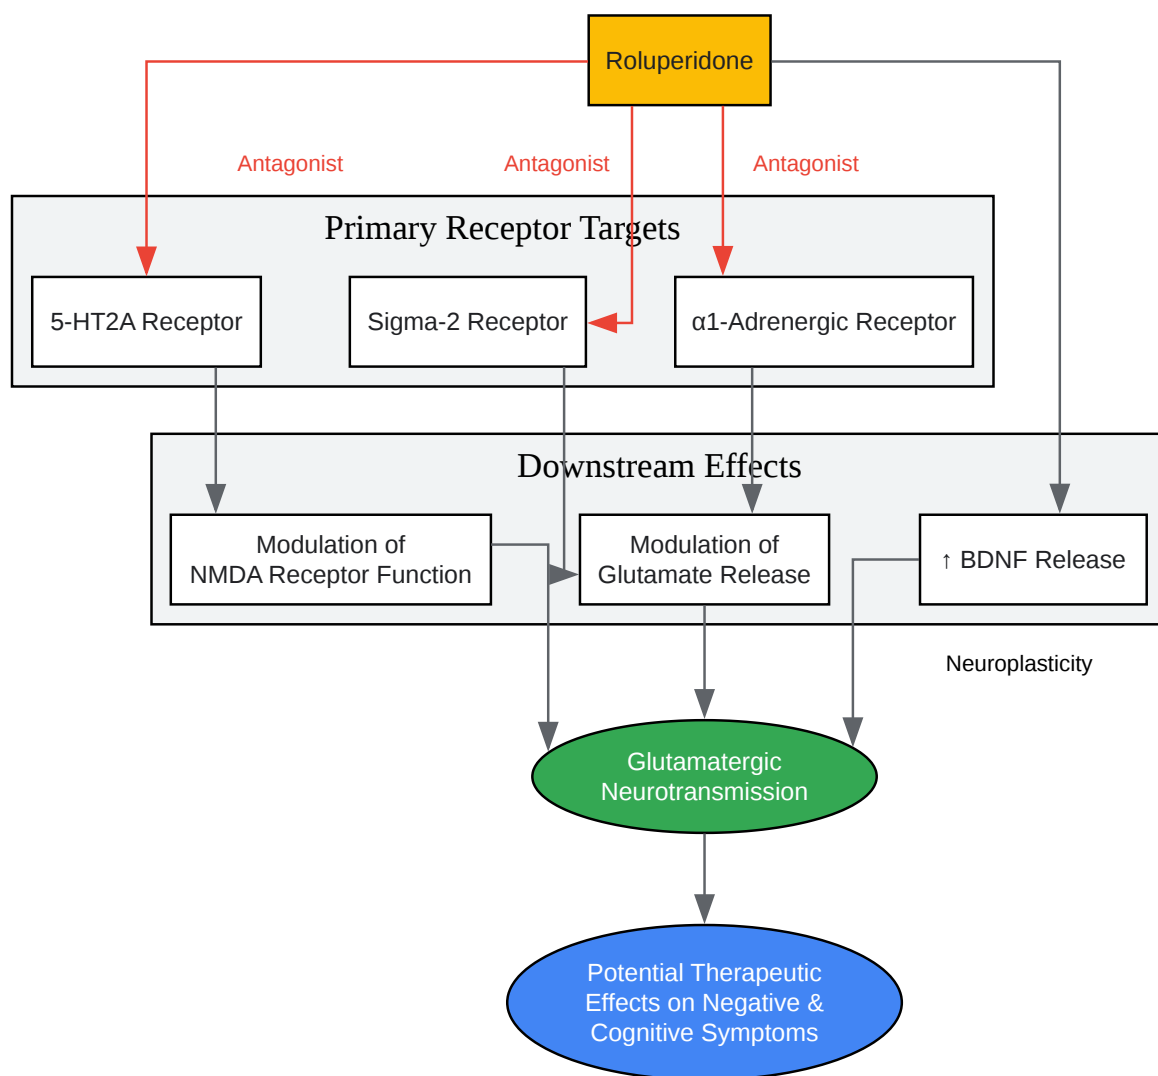 Roluperidone
Antagonist
Antagonist
Antagonist
Primary Receptor Targets
5-HT2A Receptor
Sigma-2 Receptor
α1-Adrenergic Receptor
Downstream Effects
Modulation of
NMDA Receptor Function
Modulation of
Glutamate Release
↑ BDNF Release
Neuroplasticity
Glutamatergic
Neurotransmission
Potential Therapeutic
Effects on Negative &
Cognitive Symptoms